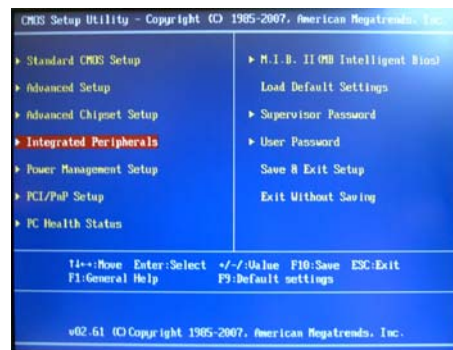 CMOS Setup Utility - Copyright (C) 1985-2007, American Megatrends, Inc.
Standard CMOS Setup
Advanced Setup
Advanced Chipset Setup
Integrated Peripherals
Power Management Setup
PCI/PnP Setup
PC Health Status
M.I.B. II(MB Intelligent Bios)
Load Default Settings
Supervisor Password
User Password
Save & Exit Setup
Exit Without Saving
↑↓←→:Move Enter:Select +/-/:Value F10:Save ESC:Exit
F1:General Help F9:Default settings
v02.61 (C)Copyright 1985-2007, American Megatrends, Inc.